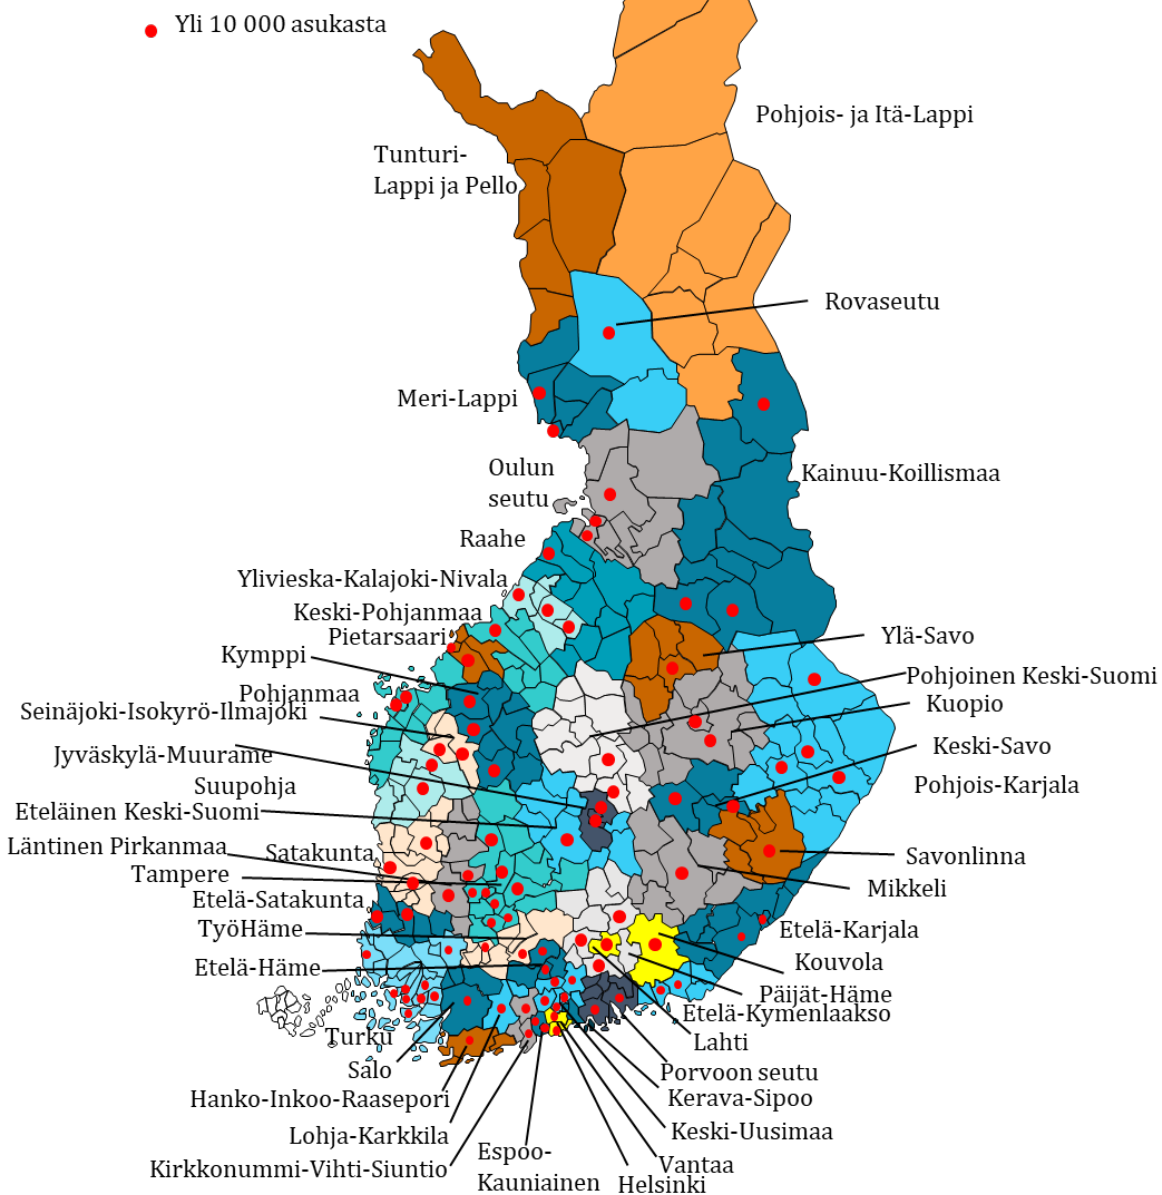 Yli 10 000 asukasta
Pohjois- ja Itä-Lappi
Tunturi-
Lappi ja Pello
Rovaseutu
Meri-Lappi
Oulun
seutu
Kainuu-Koillismaa
Raahe
Ylivieska-Kalajoki-Nivala
Keski-Pohjanmaa
Pietarsaari
Ylä-Savo
Kymppi
Pohjoinen Keski-Suomi
Pohjanmaa
Kuopio
Seinäjoki-Isokyrö-Ilmajoki
Keski-Savo
Jyväskylä-Muurame
Suupohja
Pohjois-Karjala
Eteläinen Keski-Suomi
Läntinen Pirkanmaa
Satakunta
Savonlinna
Tampere
Mikkeli
Etelä-Satakunta
TyöHäme
Etelä-Karjala
Etelä-Häme
Kouvola
Päijät-Häme
Etelä-Kymenlaakso
Turku
Lahti
Salo
Porvoon seutu
Hanko-Inkoo-Raasepori
Kerava-Sipoo
Lohja-Karkkila
Keski-Uusimaa
Kirkkonummi-Vihti-Siuntio
Espoo-
Kauniainen
Vantaa
Helsinki